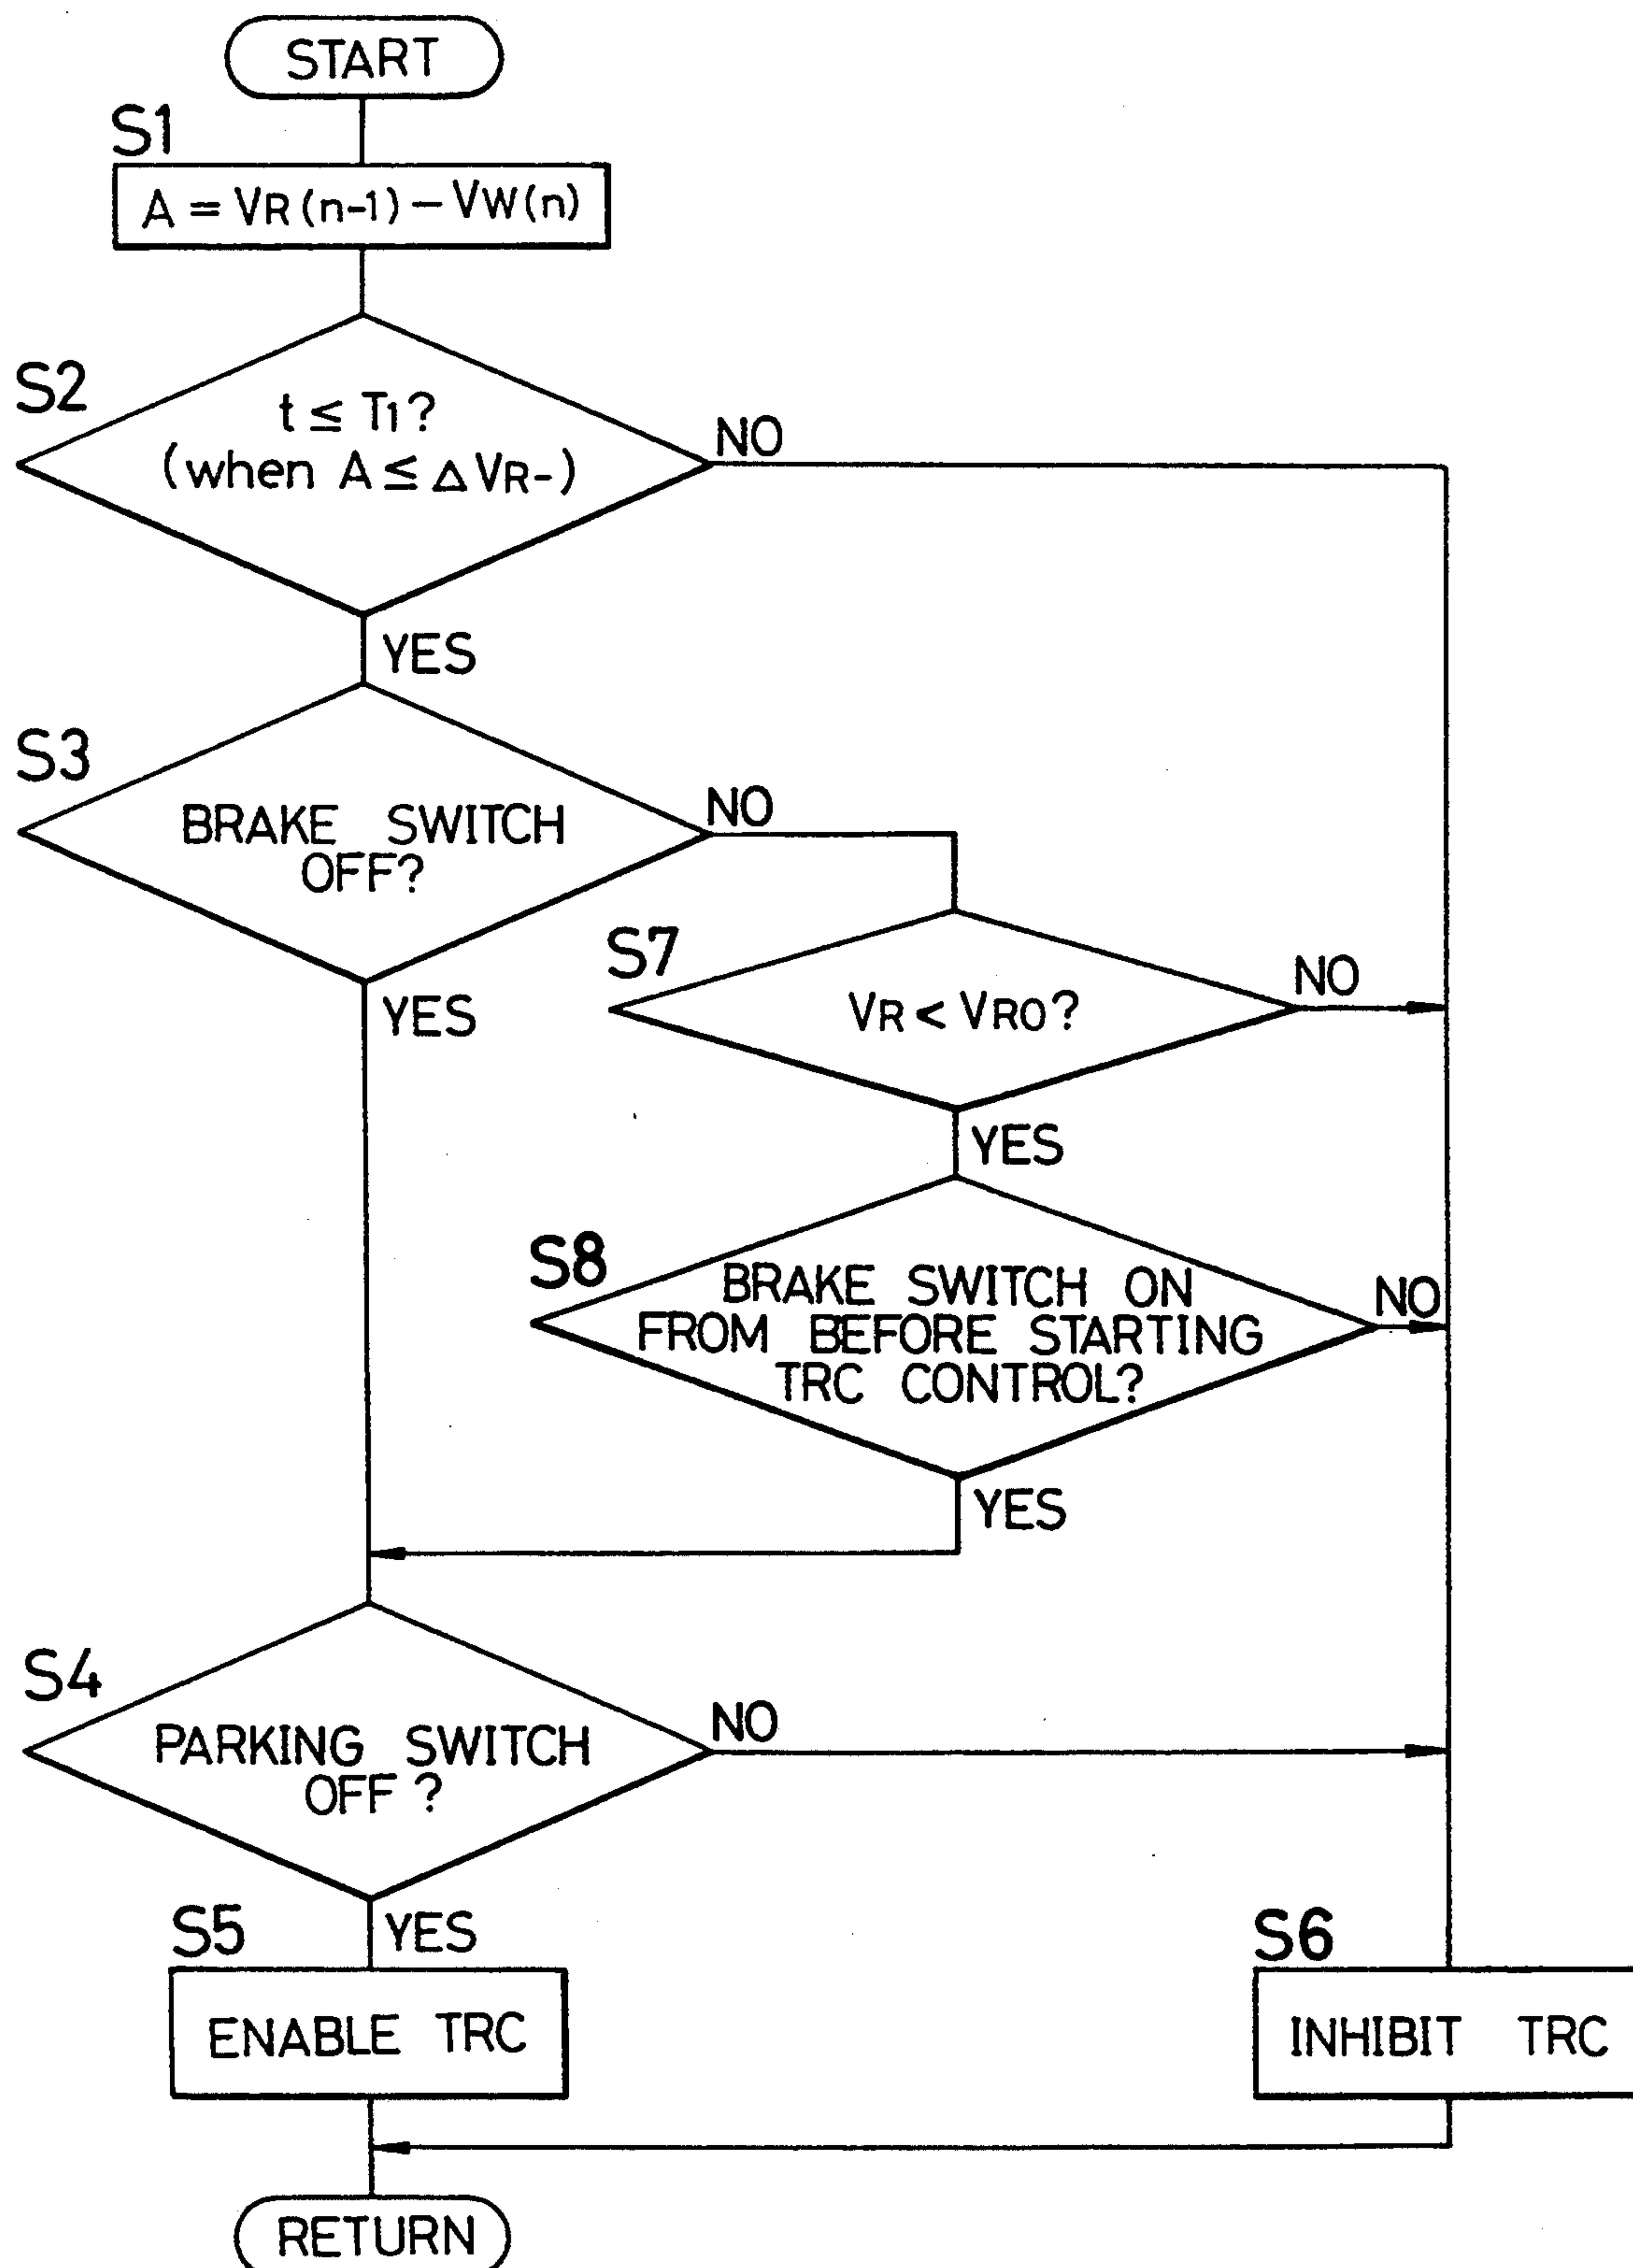 START
S1
A = VR(n-1) - VW(n)
S2
t ≤ T1?
(when A ≤ ΔVR-)
NO
YES
S3
BRAKE SWITCH
OFF?
NO
YES
S7
VR < VRO?
NO
YES
S8
BRAKE SWITCH ON
FROM BEFORE STARTING
TRC CONTROL?
NO
YES
S4
PARKING SWITCH
OFF?
NO
YES
S5
ENABLE TRC
S6
INHIBIT TRC
RETURN